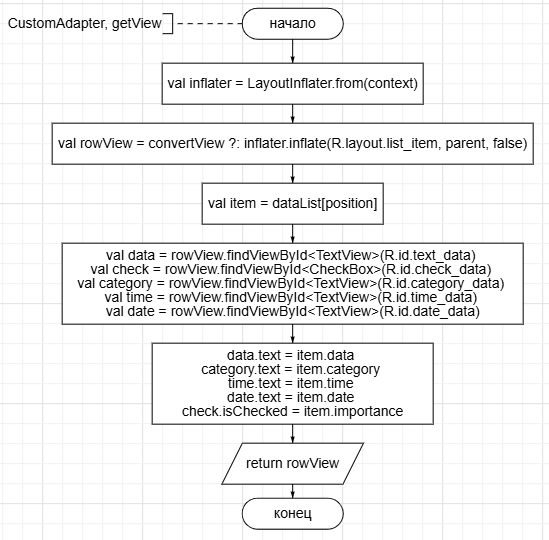 CustomAdapter, getView
начало
val inflater = LayoutInflater.from(context)
val rowView = convertView ?: inflater.inflate(R.layout.list_item, parent, false)
val item = dataList[position]
val data = rowView.findViewById<TextView>(R.id.text_data)
val check = rowView.findViewById<CheckBox>(R.id.check_data)
val category = rowView.findViewById<TextView>(R.id.category_data)
val time = rowView.findViewById<TextView>(R.id.time_data)
val date = rowView.findViewById<TextView>(R.id.date_data)
data.text = item.data
category.text = item.category
time.text = item.time
date.text = item.date
check.isChecked = item.importance
return rowView
конец